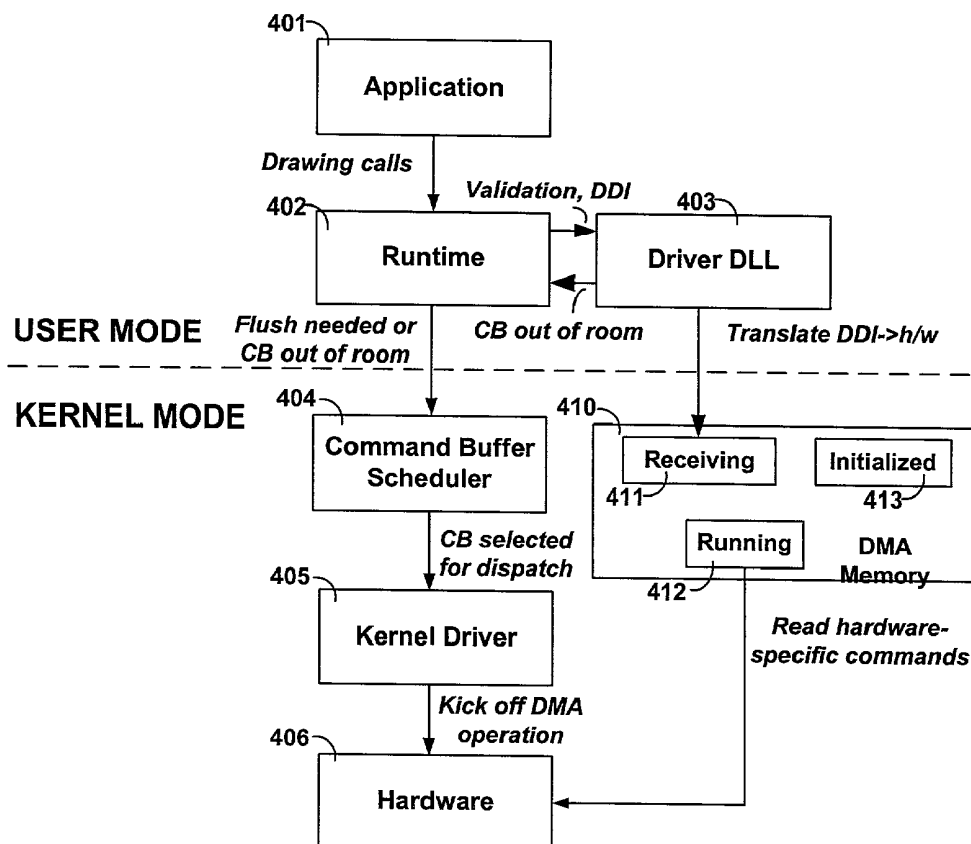 401
Application
Drawing calls
402
Validation, DDI
403
Runtime
Driver DLL
CB out of room
USER MODE
Flush needed or
CB out of room
Translate DDI->h/w
KERNEL MODE
404
Command Buffer
Scheduler
410
Receiving
411
Initialized
413
Running
412
DMA
Memory
CB selected
for dispatch
405
Kernel Driver
Read hardware-
specific commands
Kick off DMA
operation
406
Hardware